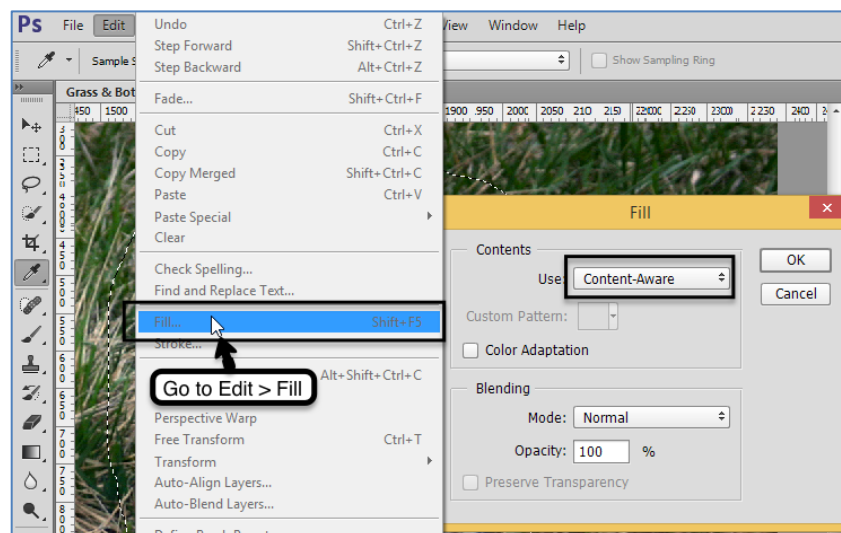 Ps File Edit View Window Help
Sample S Show Sampling Ring
Grass & Bot
Undo Ctrl+Z
Step Forward Shift+Ctrl+Z
Step Backward Alt+Ctrl+Z
Fade... Shift+Ctrl+F
Cut Ctrl+X
Copy Ctrl+C
Copy Merged Shift+Ctrl+C
Paste Ctrl+V
Paste Special
Clear
Check Spelling...
Find and Replace Text...
Fill... Shift+F5
Stroke...
Alt+Shift+Ctrl+C
Go to Edit > Fill
Perspective Warp
Free Transform Ctrl+T
Transform
Auto-Align Layers...
Auto-Blend Layers...
Fill
Contents
Use: Content-Aware
OK
Cancel
Custom Pattern:
Color Adaptation
Blending
Mode: Normal
Opacity: 100 %
Preserve Transparency